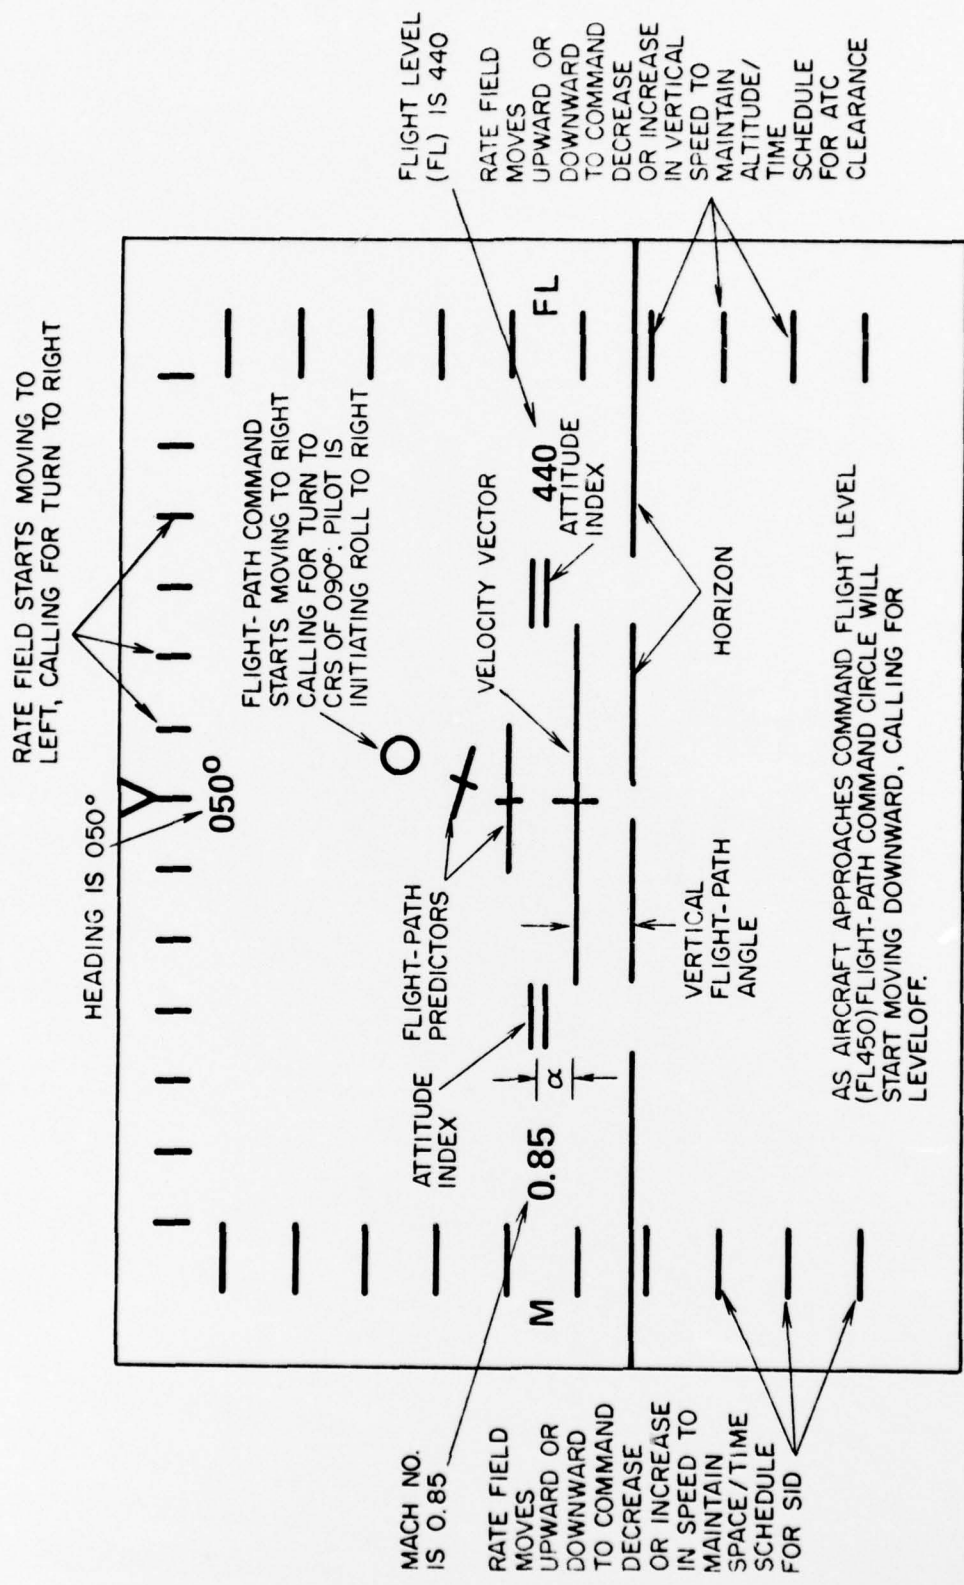 RATE FIELD STARTS MOVING TO
LEFT, CALLING FOR TURN TO RIGHT
HEADING IS 050°
050°
FLIGHT-PATH COMMAND
STARTS MOVING TO RIGHT
CALLING FOR TURN TO
CRS OF 090°. PILOT IS
INITIATING ROLL TO RIGHT
FLIGHT LEVEL
(FL) IS 440
RATE FIELD
MOVES
UPWARD OR
DOWNWARD
TO COMMAND
DECREASE
OR INCREASE
IN VERTICAL
SPEED TO
MAINTAIN
ALTITUDE/
TIME
SCHEDULE
FOR ATC
CLEARANCE
MACH NO.
IS 0.85
RATE FIELD
MOVES
UPWARD OR
DOWNWARD
TO COMMAND
DECREASE
OR INCREASE
IN SPEED TO
MAINTAIN
SPACE/TIME
SCHEDULE
FOR SID
M
0.85
α
ATTITUDE
INDEX
FLIGHT-PATH
PREDICTORS
VELOCITY VECTOR
440
FL
ATTITUDE
INDEX
VERTICAL
FLIGHT-PATH
ANGLE
HORIZON
AS AIRCRAFT APPROACHES COMMAND FLIGHT LEVEL
(FL450) FLIGHT-PATH COMMAND CIRCLE WILL
START MOVING DOWNWARD, CALLING FOR
LEVELOFF.